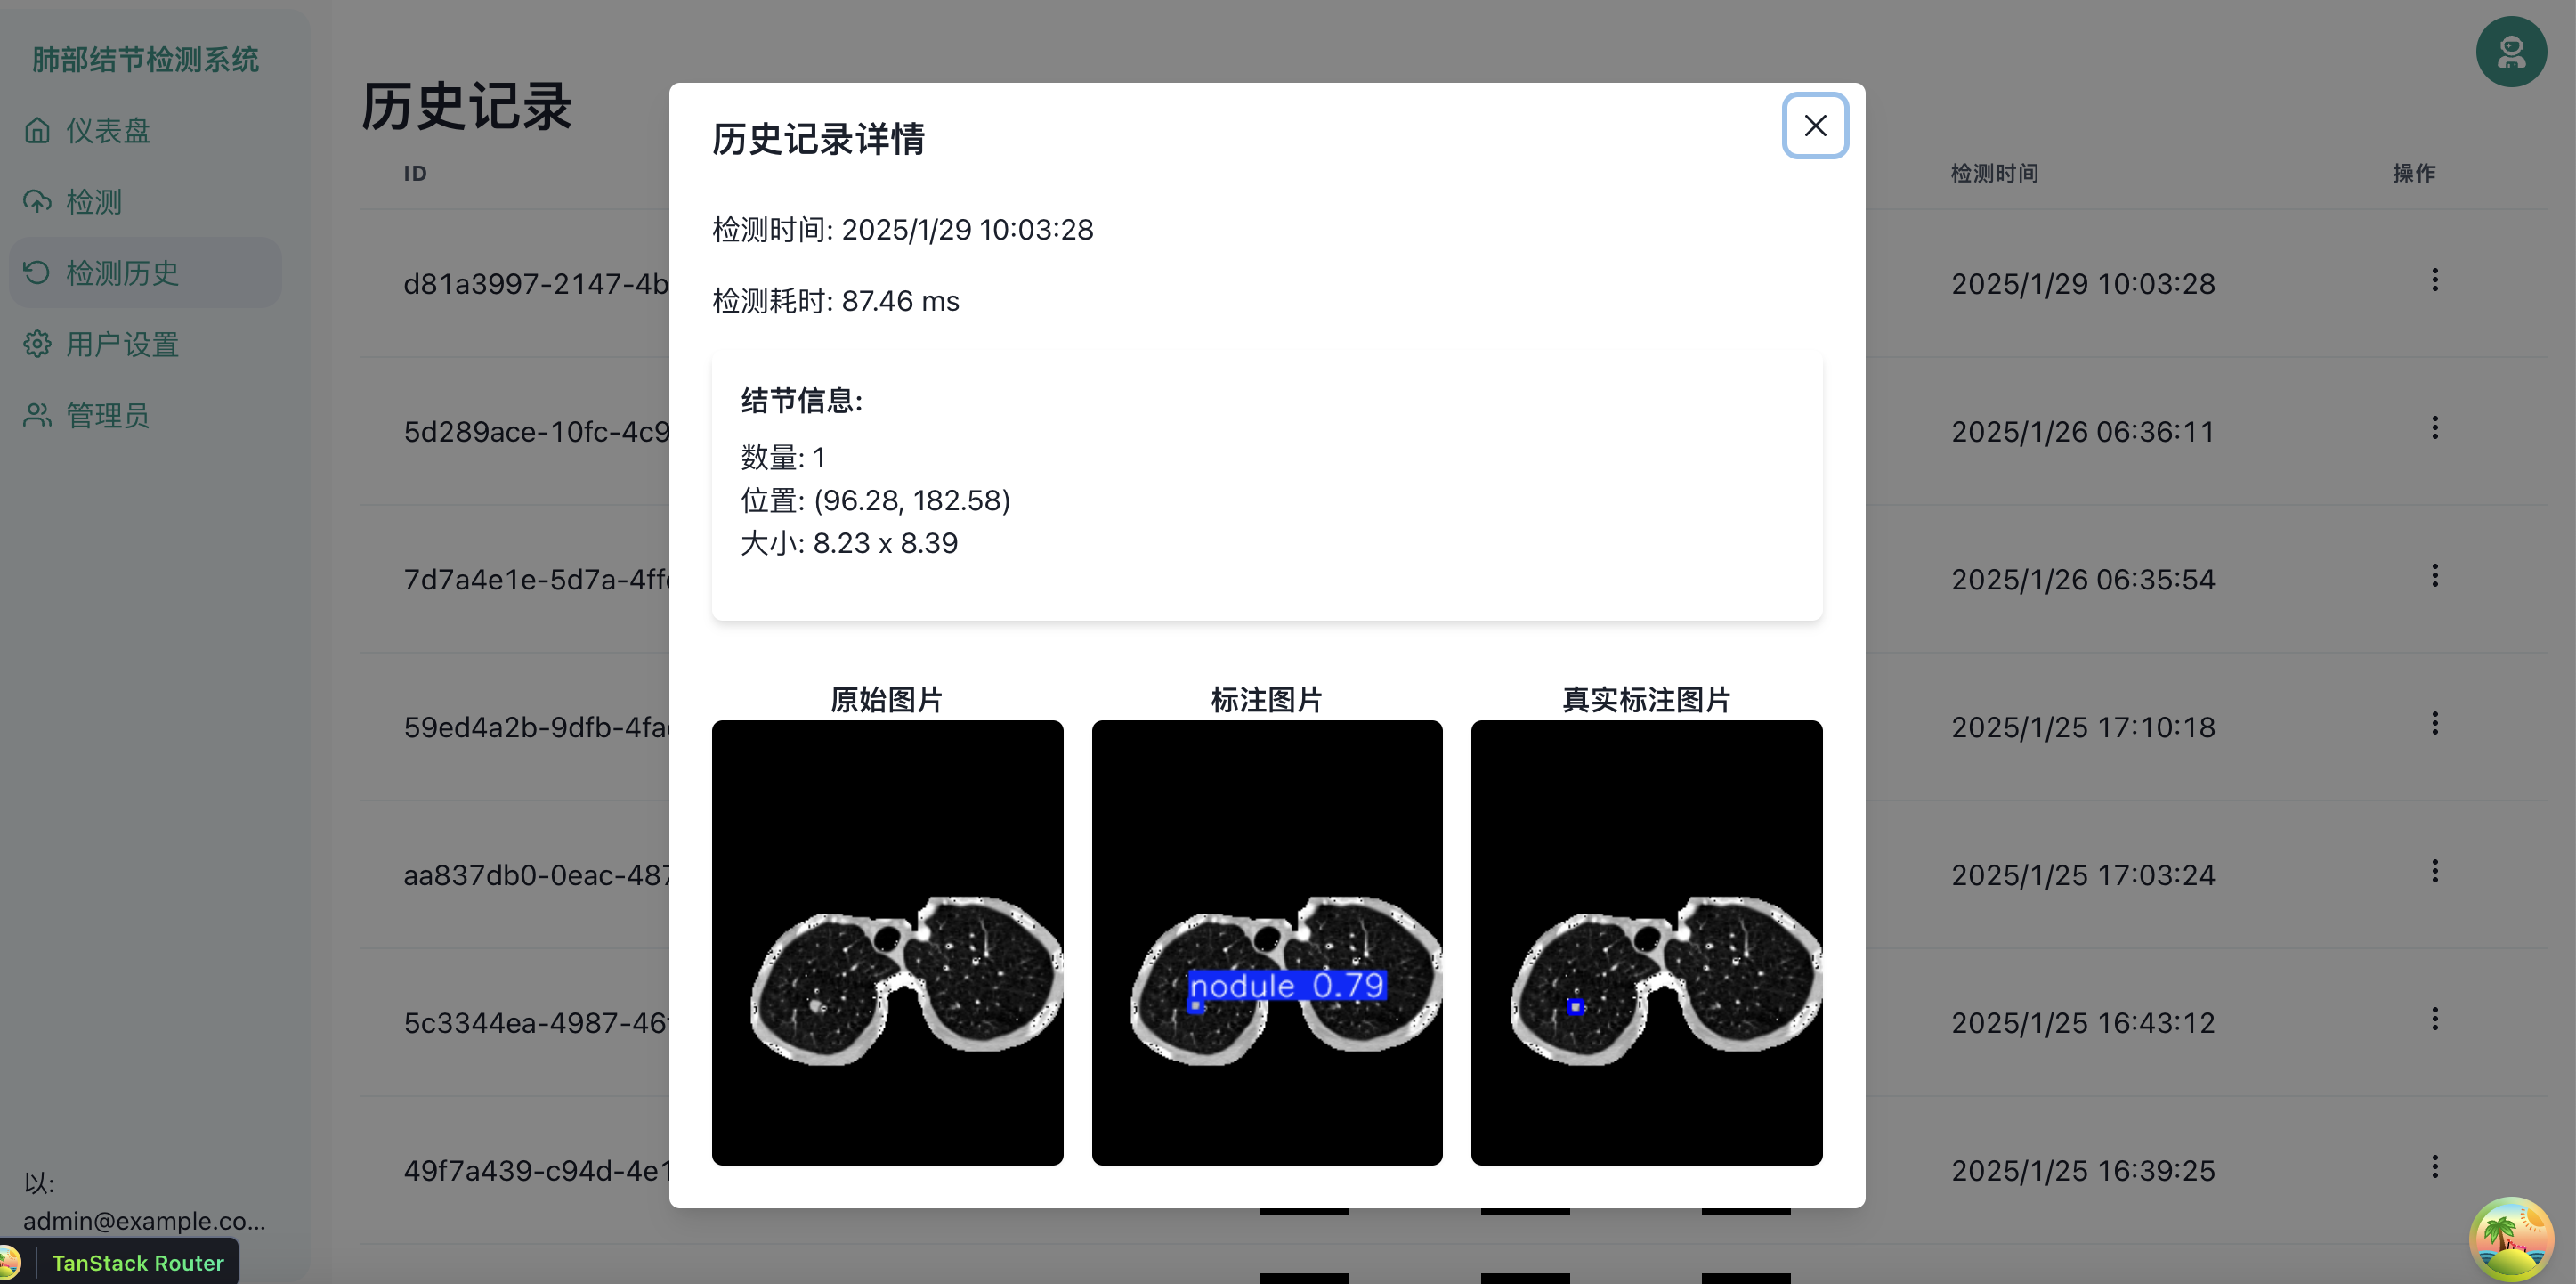 肺部结节检测系统
仪表盘
检测
检测历史
用户设置
管理员
以:
admin@example.co...
TanStack Router
历史记录
ID
检测时间
操作
d81a3997-2147-4b
2025/1/29 10:03:28
5d289ace-10fc-4c9
2025/1/26 06:36:11
7d7a4e1e-5d7a-4ff
2025/1/26 06:35:54
59ed4a2b-9dfb-4fa
2025/1/25 17:10:18
aa837db0-0eac-487
2025/1/25 17:03:24
5c3344ea-4987-46
2025/1/25 16:43:12
49f7a439-c94d-4e1
2025/1/25 16:39:25
历史记录详情
检测时间: 2025/1/29 10:03:28
检测耗时: 87.46 ms
结节信息:
数量: 1
位置: (96.28, 182.58)
大小: 8.23 x 8.39
原始图片
标注图片
真实标注图片
nodule 0.79